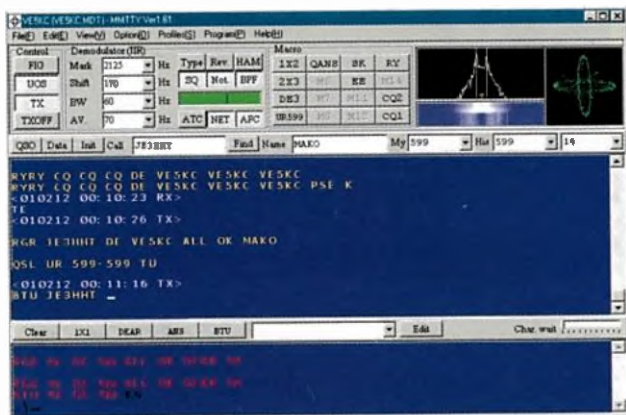 VE5KC (VE5KC.MDT) - MMTTY Ver1.61
File(F) Edit(E) View(V) Option(O) Profiles(S) Program(P) Help(H)
Control Demodulator (IIR) Macro
FIG Mark 2125 Hz Type Rev. HAM 1X2 QANS SK RY
UOS Shift 170 Hz SQ Not. BPF 2X3 EE
TX BW 60 Hz DE3 M11 CQ2
TXOFF AV. 70 Hz ATC NET AFC UR599 CQ1
QSO Data Init Call JE3HHT Find Name MAKO My 599 His 599 14
RYRY CQ CQ CQ DE VE5KC VE5KC VE5KC
RYRY CQ CQ CQ DE VE5KC VE5KC VE5KC PSE K
<010212 00:10:23 RX>
TE
<010212 00:10:26 TX>
RGR JE3HHT DE VE5KC ALL OK MAKO
QSL UR 599-599 TU
<010212 00:11:16 TX>
BTU JE3HHT _
Clear 1X1 DEAR ANS BTU Edit Char. wait